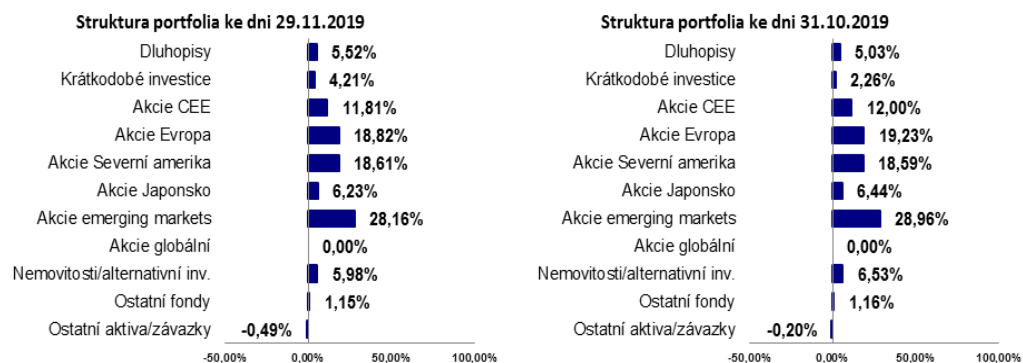 Struktura portfolia ke dni 29.11.2019
Dluhopisy 5,52%
Krátkodobé investice 4,21%
Akcie CEE 11,81%
Akcie Evropa 18,82%
Akcie Severní amerika 18,61%
Akcie Japonsko 6,23%
Akcie emerging markets 28,16%
Akcie globální 0,00%
Nemovitosti/alternativní inv. 5,98%
Ostatní fondy 1,15%
Ostatní aktiva/závazky -0,49%
-50,00% 0,00% 50,00% 100,00%
Struktura portfolia ke dni 31.10.2019
Dluhopisy 5,03%
Krátkodobé investice 2,26%
Akcie CEE 12,00%
Akcie Evropa 19,23%
Akcie Severní amerika 18,59%
Akcie Japonsko 6,44%
Akcie emerging markets 28,96%
Akcie globální 0,00%
Nemovitosti/alternativní inv. 6,53%
Ostatní fondy 1,16%
Ostatní aktiva/závazky -0,20%
-50,00% 0,00% 50,00% 100,00%